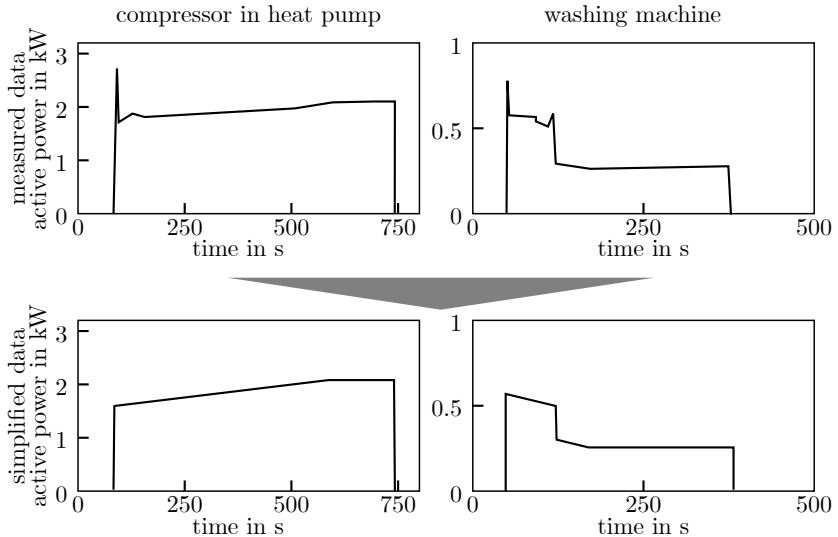 compressor in heat pump
washing machine
measured data
active power in kW
3
2
1
0
0
250
500
750
time in s
1
0.5
0
0
250
500
time in s
simplified data
active power in kW
3
2
1
0
0
250
500
750
time in s
1
0.5
0
0
250
500
time in s